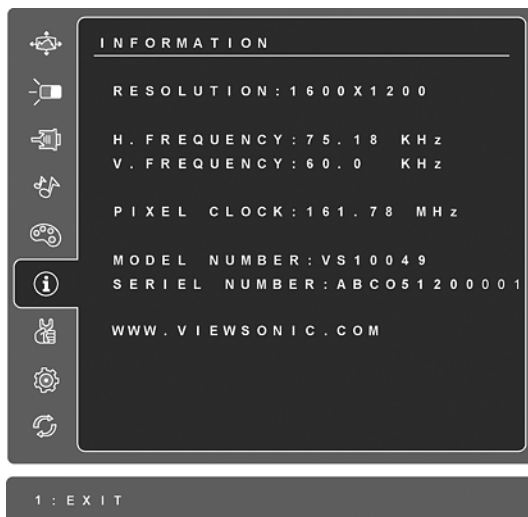 INFORMATION
RESOLUTION:1600X1200
H.FREQUENCY:75.18 KHz
V.FREQUENCY:60.0 KHz
PIXEL CLOCK:161.78 MHz
MODEL NUMBER:VS10049
SERIEL NUMBER:ABCO51200001
WWW.VIEWSONIC.COM
1:EXIT